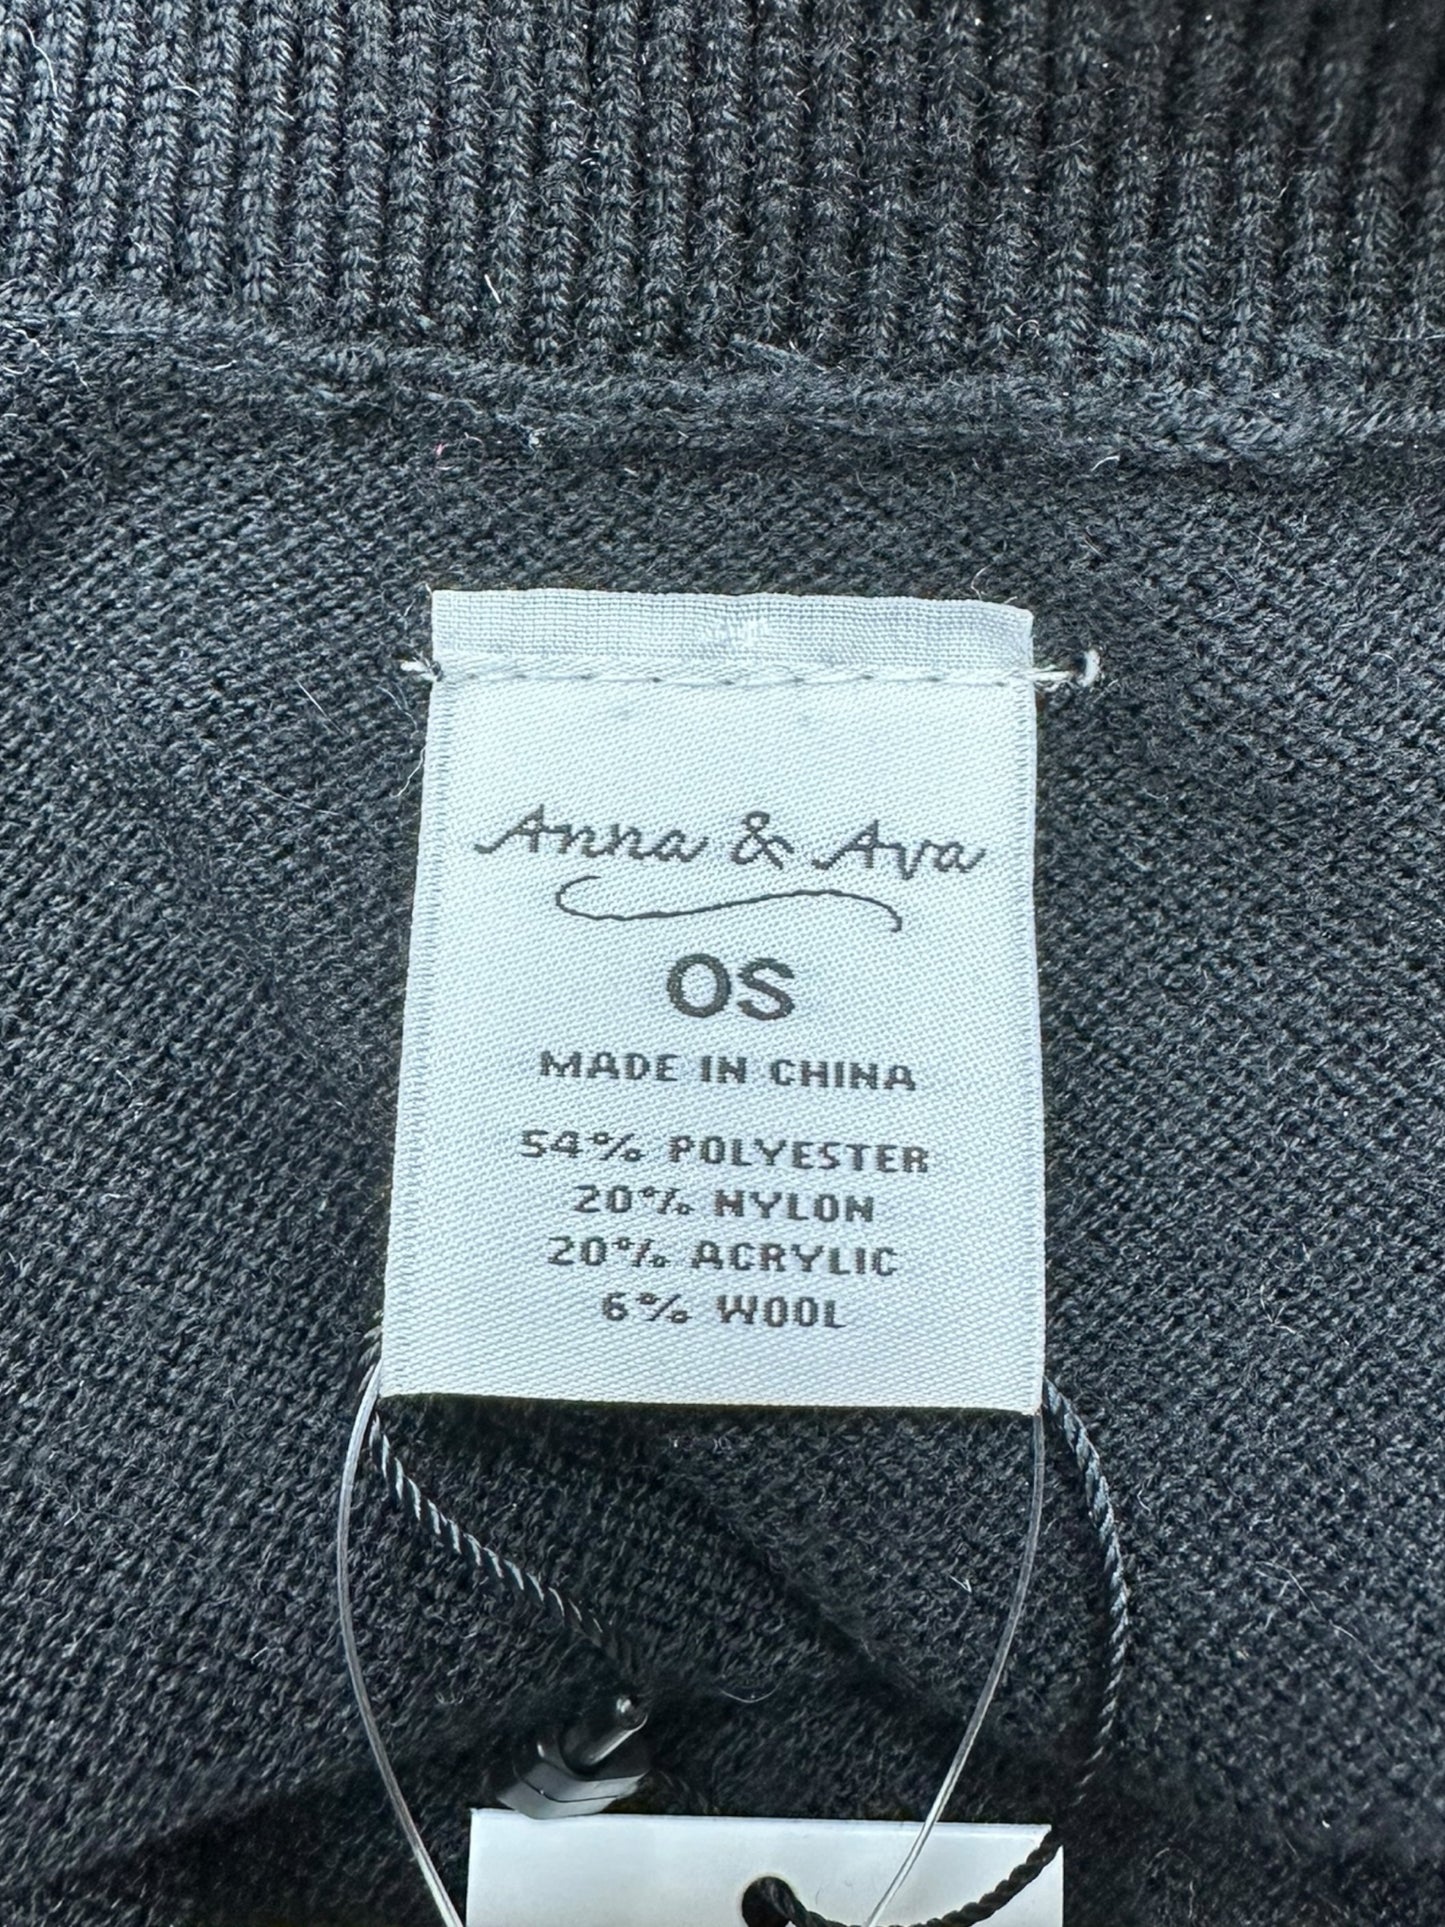 Anna & Ava
OS
MADE IN CHINA
54% POLYESTER
20% NYLON
20% ACRYLIC
6% WOOL